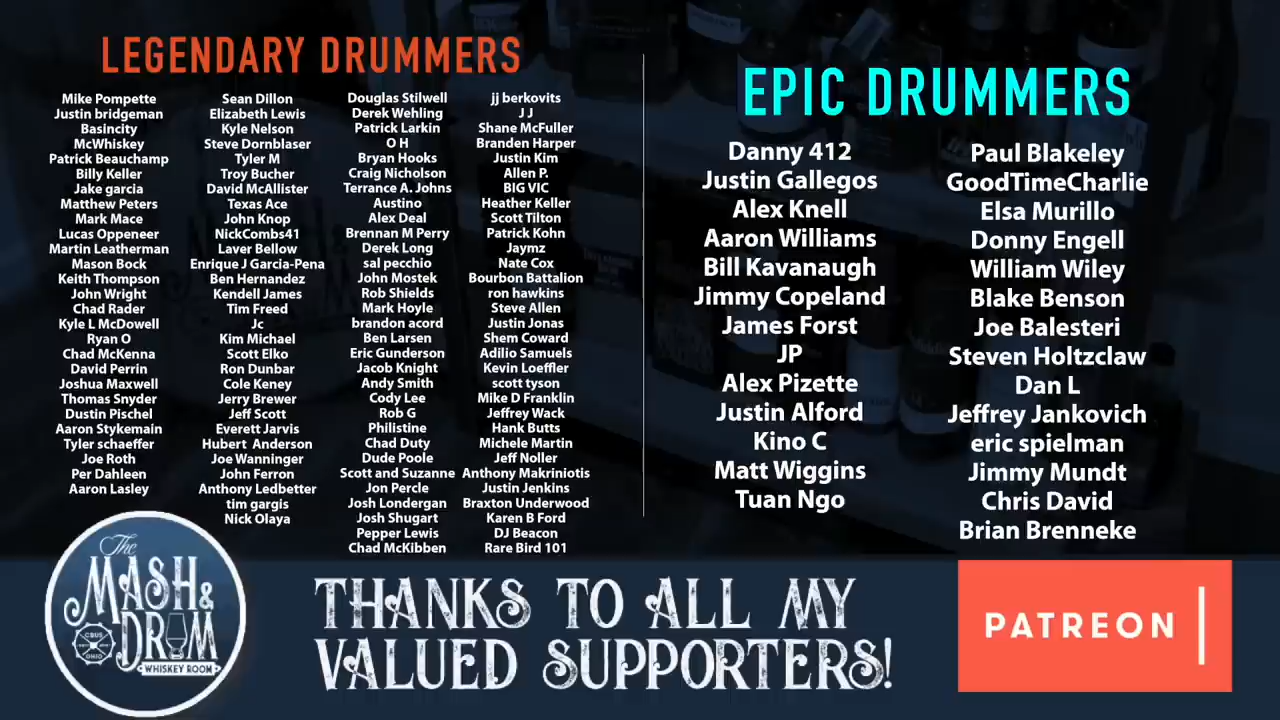 LEGENDARY DRUMMERS
Mike Pompette
Justin bridgeman
Basincity
McWhiskey
Patrick Beauchamp
Billy Keller
Jake garcia
Matthew Peters
Mark Mace
Lucas Oppeneer
Martin Leatherman
Mason Bock
Keith Thompson
John Wright
Chad Rader
Kyle L McDowell
Ryan O
Chad McKenna
David Perrin
Joshua Maxwell
Thomas Snyder
Dustin Pischel
Aaron Stykemain
Tyler schaeffer
Joe Roth
Per Dahleen
Aaron Lasley
Sean Dillon
Elizabeth Lewis
Kyle Nelson
Steve Dornblaser
Tyler M
Troy Bucher
David McAllister
Texas Ace
John Knop
NickCombs41
Laver Bellow
Enrique J Garcia-Pena
Ben Hernandez
Kendell James
Tim Freed
Jc
Kim Michael
Scott Elko
Ron Dunbar
Cole Keney
Jerry Brewer
Jeff Scott
Everett Jarvis
Hubert Anderson
Joe Wanninger
John Ferron
Anthony Ledbetter
tim gargis
Nick Olaya
Douglas Stilwell
Derek Wehling
Patrick Larkin
O H
Bryan Hooks
Craig Nicholson
Terrance A. Johns
Austino
Alex Deal
Brennan M Perry
Derek Long
sal pecchio
John Mostek
Rob Shields
Mark Hoyle
brandon acord
Ben Larsen
Eric Gunderson
Jacob Knight
Andy Smith
Cody Lee
Rob G
Philistine
Chad Duty
Dude Poole
Scott and Suzanne
Jon Percle
Josh Londergan
Josh Shugart
Pepper Lewis
Chad McKibben
jj berkovits
J J
Shane McFuller
Branden Harper
Justin Kim
Allen P.
BIG VIC
Heather Keller
Scott Tilton
Patrick Kohn
Jaymz
Nate Cox
Bourbon Battalion
ron hawkins
Steve Allen
Justin Jonas
Shem Coward
Adilio Samuels
Kevin Loeffler
scott tyson
Mike D Franklin
Jeffrey Wack
Hank Butts
Michele Martin
Jeff Noller
Anthony Makriniotis
Justin Jenkins
Braxton Underwood
Karen B Ford
DJ Beacon
Rare Bird 101
EPIC DRUMMERS
Danny 412
Justin Gallegos
Alex Knell
Aaron Williams
Bill Kavanaugh
Jimmy Copeland
James Forst
JP
Alex Pizette
Justin Alford
Kino C
Matt Wiggins
Tuan Ngo
Paul Blakeley
GoodTimeCharlie
Elsa Murillo
Donny Engell
William Wiley
Blake Benson
Joe Balesteri
Steven Holtzclaw
Dan L
Jeffrey Jankovich
eric spielman
Jimmy Mundt
Chris David
Brian Brenneke
The
MASH &
DRUM
CBUS
OHIO
WHISKEY ROOM
THANKS TO ALL MY
VALUED SUPPORTERS!
PATREON